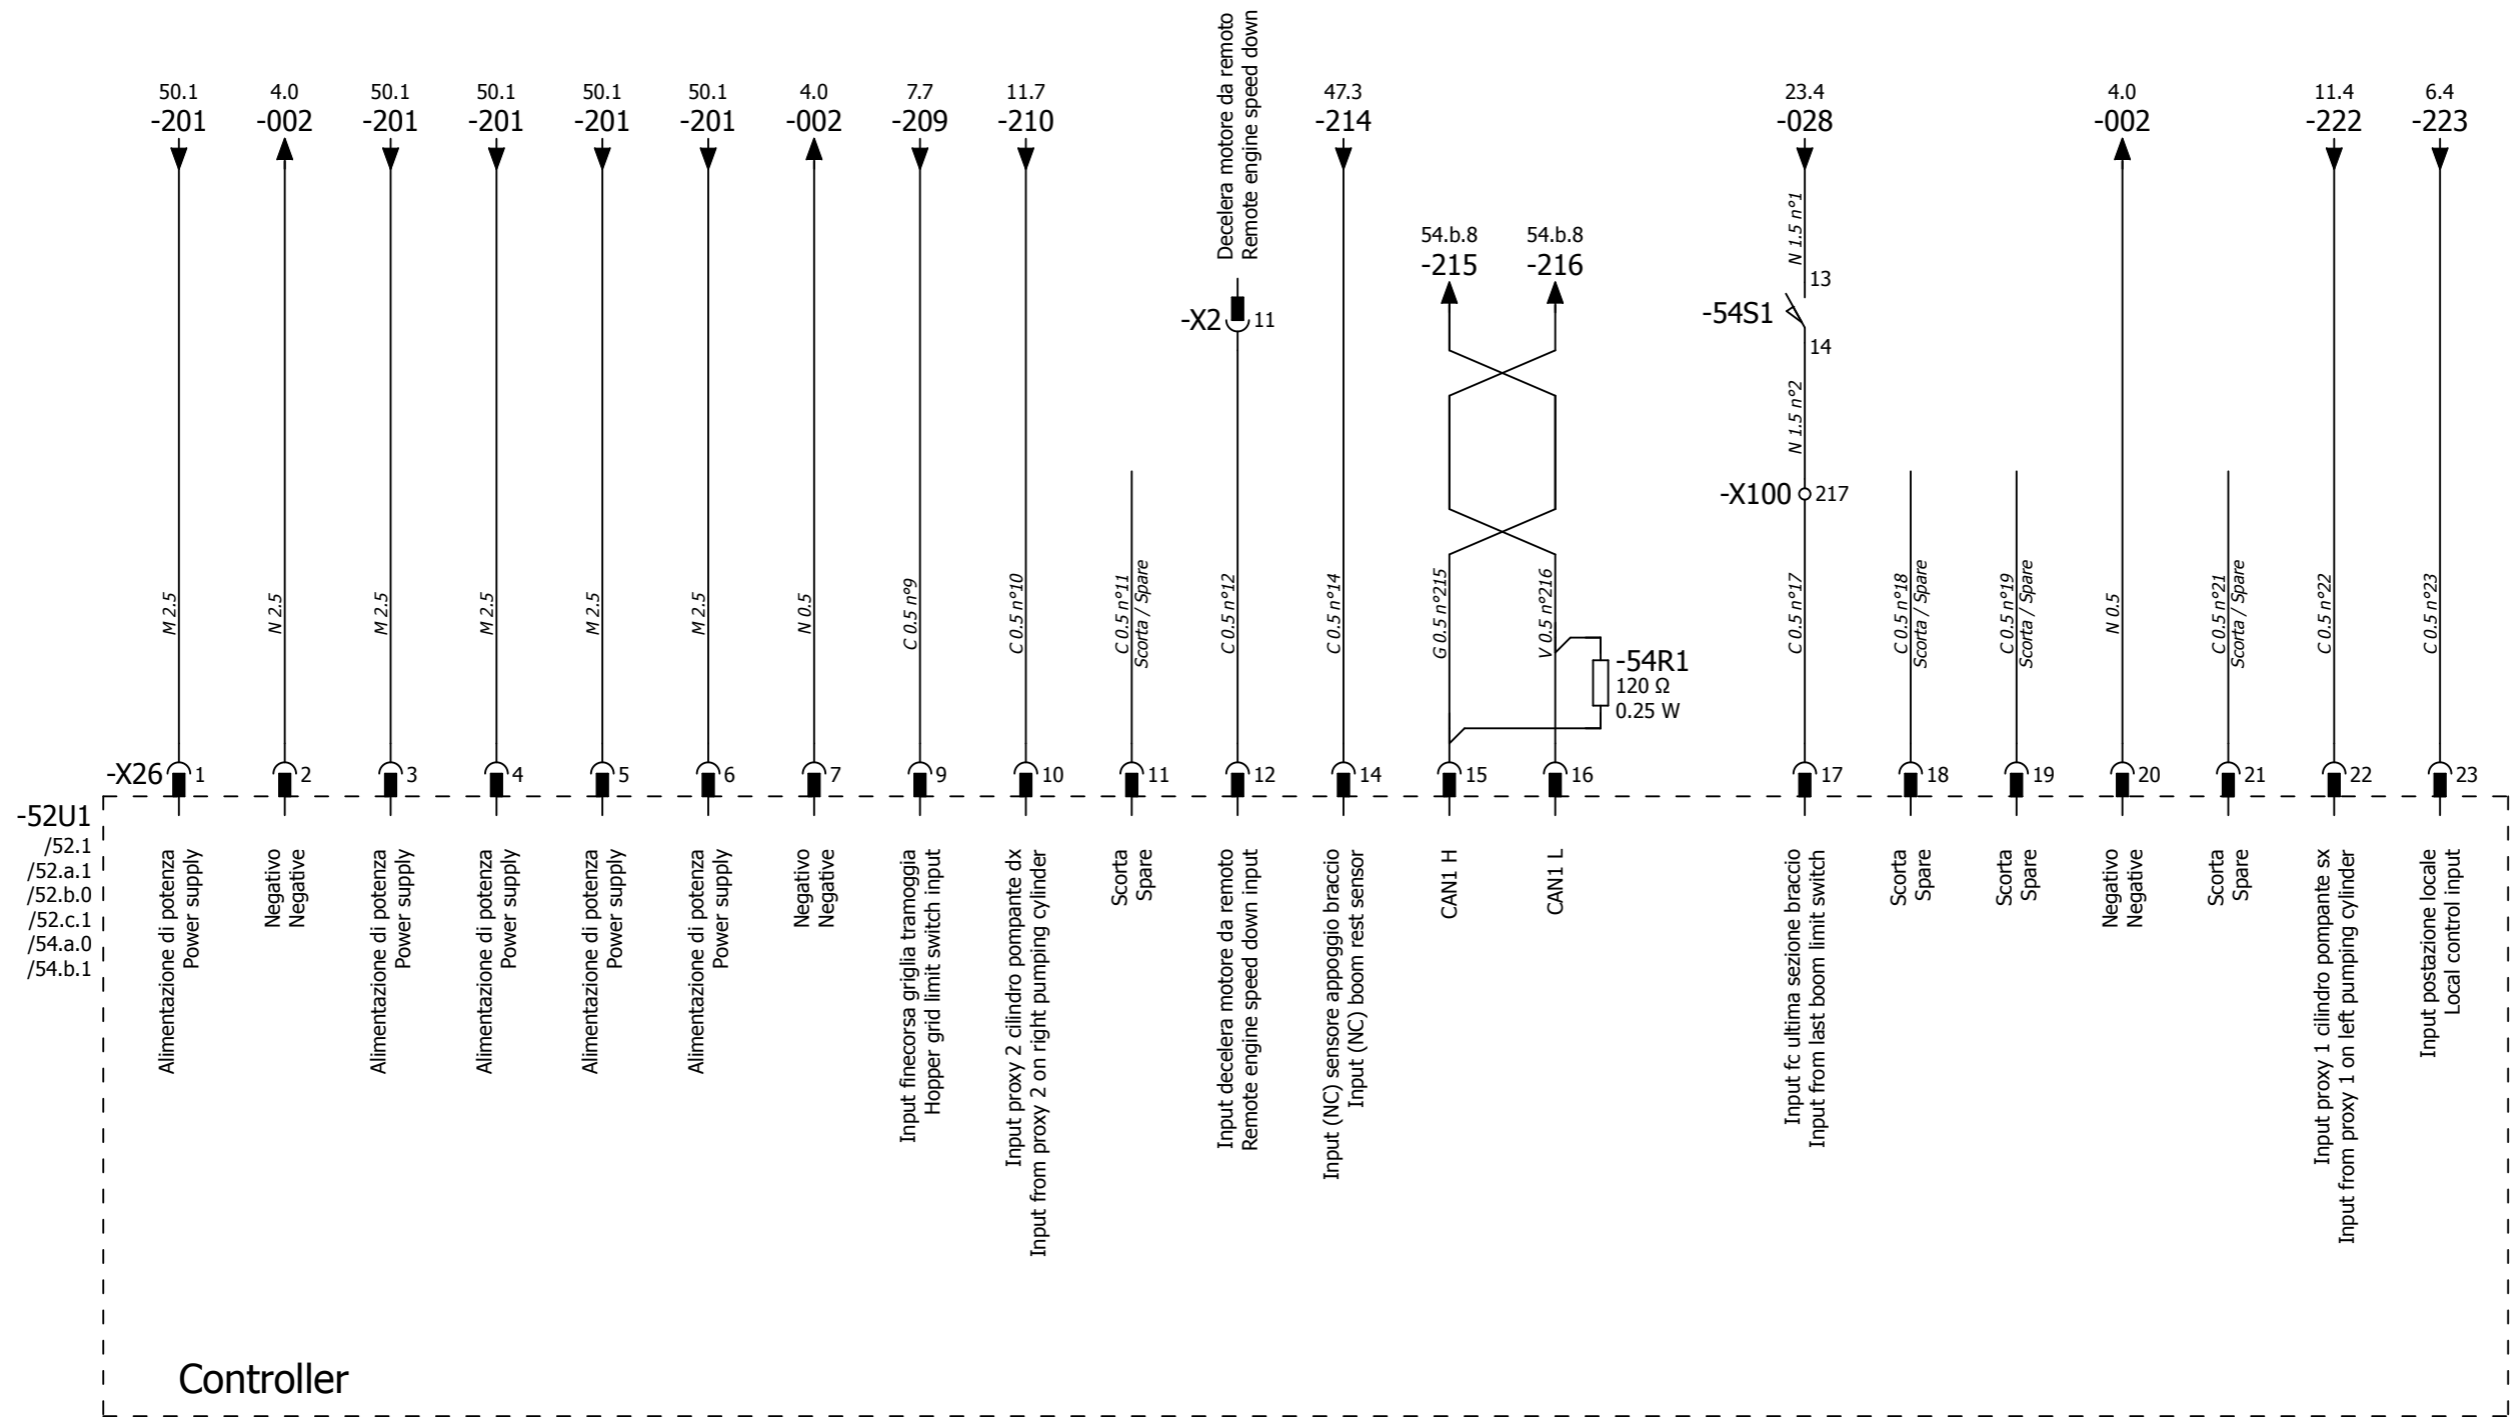 Decelera motore da remoto
Remote engine speed down
50.1
-201
4.0
-002
50.1
-201
50.1
-201
50.1
-201
50.1
-201
4.0
-002
7.7
-209
11.7
-210
47.3
-214
23.4
-028
4.0
-002
11.4
-222
6.4
-223
54.b.8
-215
54.b.8
-216
N 1.5 n°1
13
-54S1
14
-X2
11
N 1.5 n°2
-X100
217
M 2.5
N 2.5
M 2.5
M 2.5
M 2.5
M 2.5
N 0.5
C 0.5 n°9
C 0.5 n°10
C 0.5 n°11
Scorta / Spare
C 0.5 n°12
C 0.5 n°14
G 0.5 n°215
V 0.5 n°216
C 0.5 n°17
C 0.5 n°18
Scorta / Spare
C 0.5 n°19
Scorta / Spare
N 0.5
C 0.5 n°21
Scorta / Spare
C 0.5 n°22
C 0.5 n°23
-54R1
120 Ω
0.25 W
-X26
1
2
3
4
5
6
7
9
10
11
12
14
15
16
17
18
19
20
21
22
23
-52U1
/52.1
/52.a.1
/52.b.0
/52.c.1
/54.a.0
/54.b.1
Alimentazione di potenza
Power supply
Negativo
Negative
Alimentazione di potenza
Power supply
Alimentazione di potenza
Power supply
Alimentazione di potenza
Power supply
Alimentazione di potenza
Power supply
Negativo
Negative
Input finecorsa griglia tramoggia
Hopper grid limit switch input
Input proxy 2 cilindro pompante dx
Input from proxy 2 on right pumping cylinder
Scorta
Spare
Input decelera motore da remoto
Remote engine speed down input
Input (NC) sensore appoggio braccio
Input (NC) boom rest sensor
CAN1 H
CAN1 L
Input fc ultima sezione braccio
Input from last boom limit switch
Scorta
Spare
Scorta
Spare
Negativo
Negative
Scorta
Spare
Input proxy 1 cilindro pompante sx
Input from proxy 1 on left pumping cylinder
Input postazione locale
Local control input
Controller